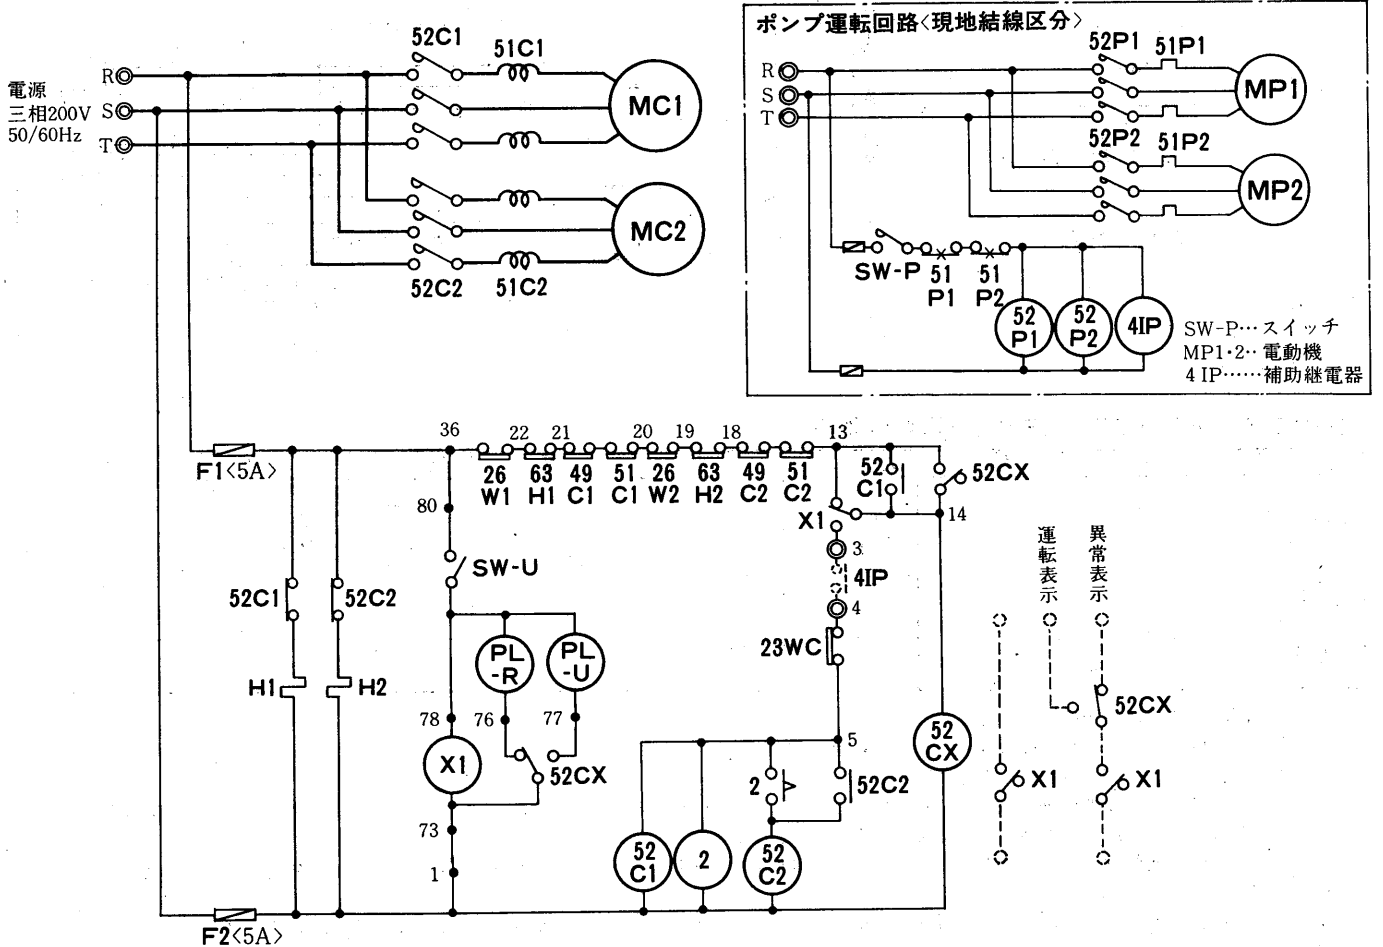 電源
三相200V
50/60Hz
R
S
T
52C1
51C1
MC1
MC2
52C2
51C2
ポンプ運転回路<現地結線区分>
R
S
T
52P1
51P1
MP1
52P2
51P2
MP2
SW-P
51
P1
51
P2
52
P1
52
P2
4IP
SW-P…スイッチ
MP1・2‥電動機
4 IP……補助継電器
F1<5A>
36
22
21
20
19
18
13
26
W1
63
H1
49
C1
51
C1
26
W2
63
H2
49
C2
51
C2
52
C1
52CX
14
80
SW-U
X1
3
4IP
4
23WC
52C1
52C2
H1
H2
PL
-R
PL
-U
78
76
77
X1
52CX
5
2
52C2
52
CX
73
1
52
C1
2
52
C2
運転表示
異常表示
52CX
X1
X1
F2<5A>